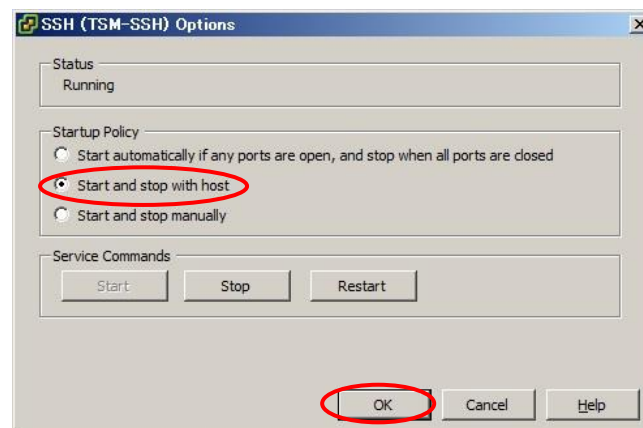 SSH (TSM-SSH) Options
Status
Running
Startup Policy
Start automatically if any ports are open, and stop when all ports are closed
Start and stop with host
Start and stop manually
Service Commands
Start Stop Restart
OK Cancel Help